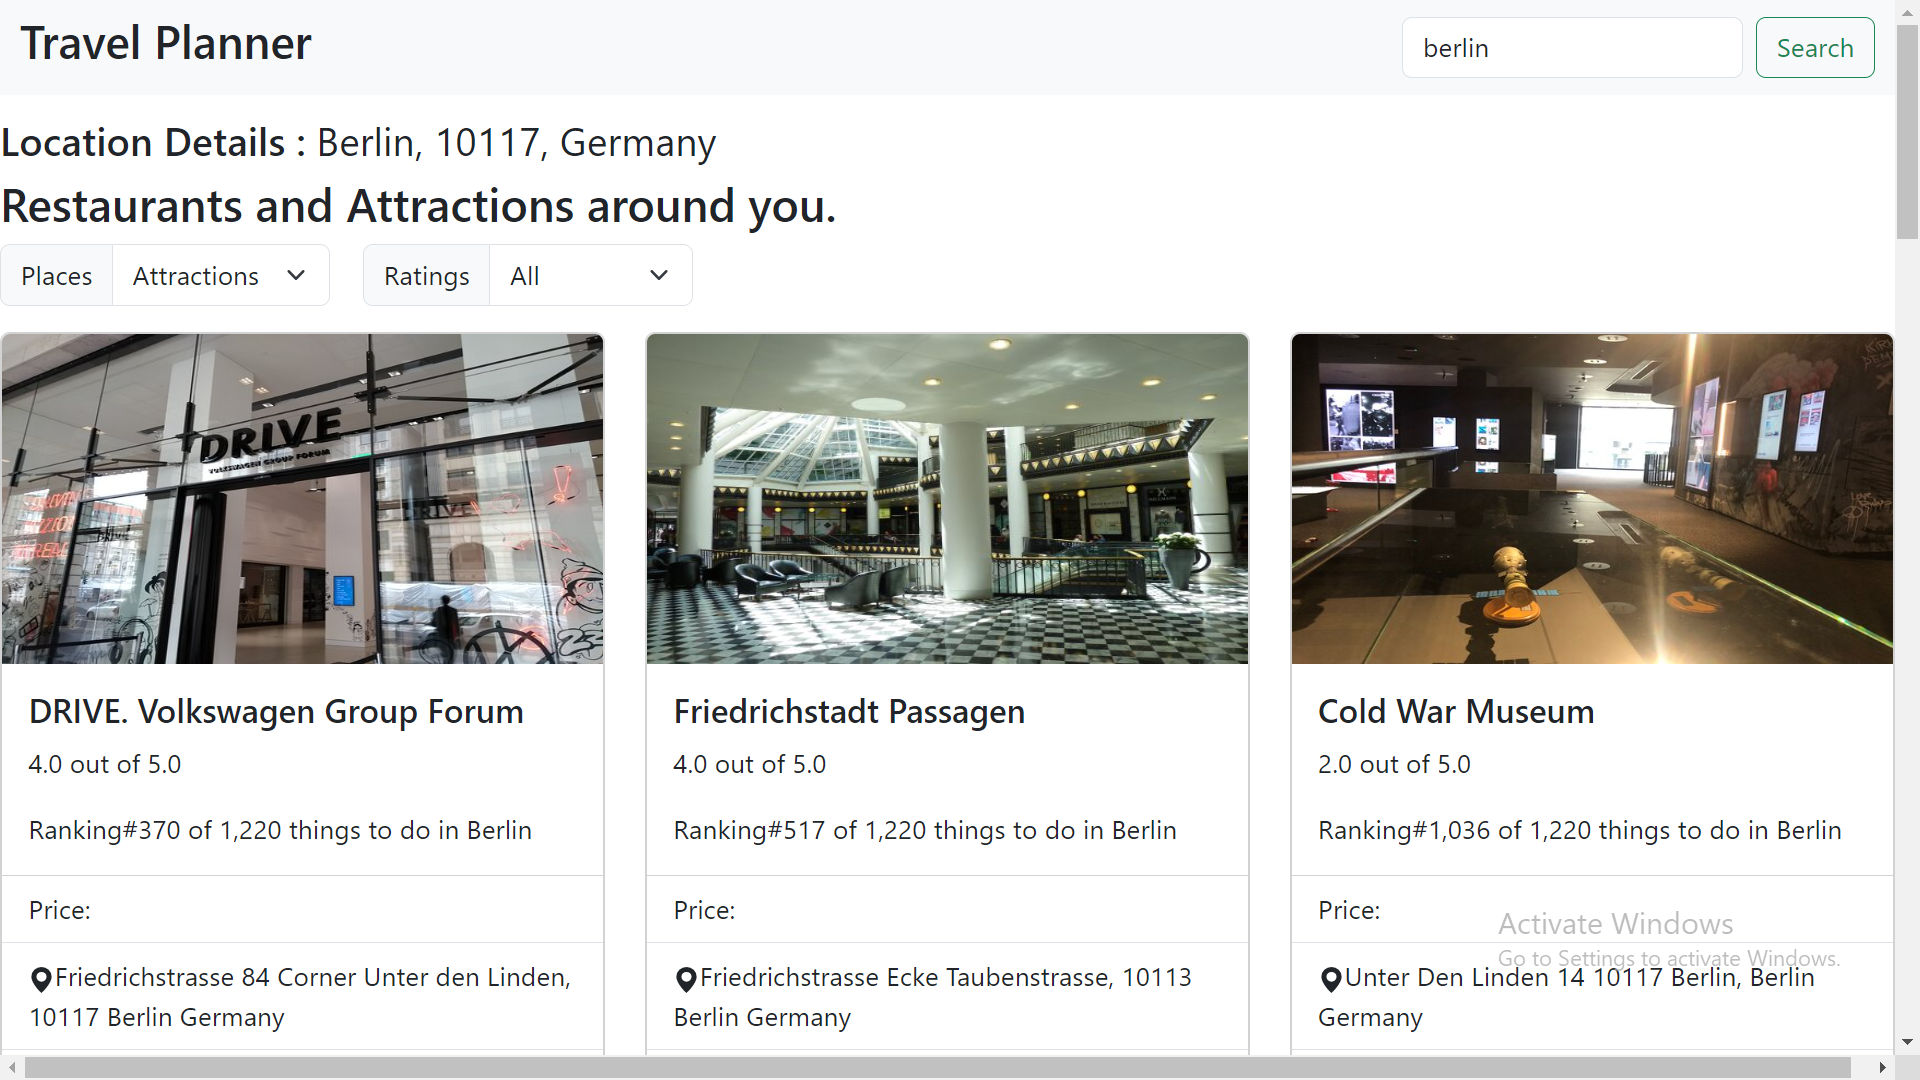 Travel Planner
berlin
Search
Location Details : Berlin, 10117, Germany
Restaurants and Attractions around you.
Places
Attractions
Ratings
All
DRIVE
VOLKSWAGEN GROUP FORUM
DRIVE. Volkswagen Group Forum
4.0 out of 5.0
Ranking#370 of 1,220 things to do in Berlin
Price:
Friedrichstrasse 84 Corner Unter den Linden,
10117 Berlin Germany
Friedrichstadt Passagen
4.0 out of 5.0
Ranking#517 of 1,220 things to do in Berlin
Price:
Friedrichstrasse Ecke Taubenstrasse, 10113
Berlin Germany
Cold War Museum
2.0 out of 5.0
Ranking#1,036 of 1,220 things to do in Berlin
Price:
Unter Den Linden 14 10117 Berlin, Berlin
Germany
Activate Windows
Go to Settings to activate Windows.